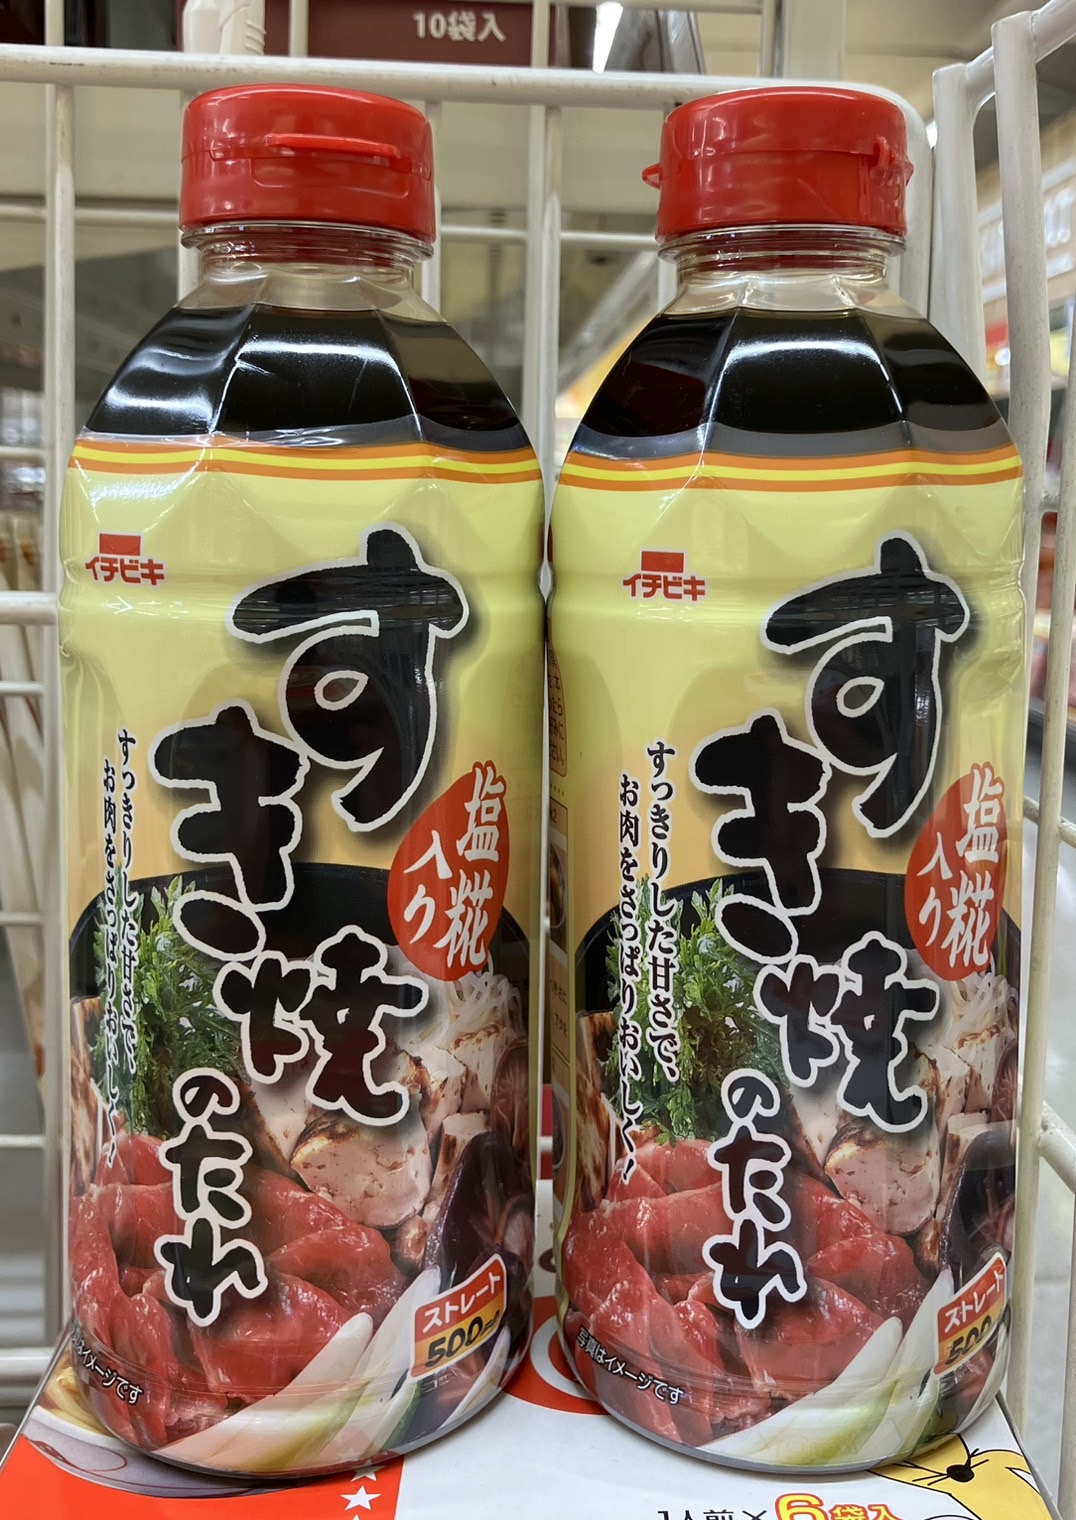 10袋入
イチビキ
すき焼
のたれ
塩糀
入り
すっきりした甘さで、
お肉をさっぱりおいしく!
ストレート
500
はイメージです
イチビキ
すき焼
のたれ
塩糀
入り
すっきりした甘さで、
お肉をさっぱりおいしく!
ストレート
500
写真はイメージです
1人前×6袋入